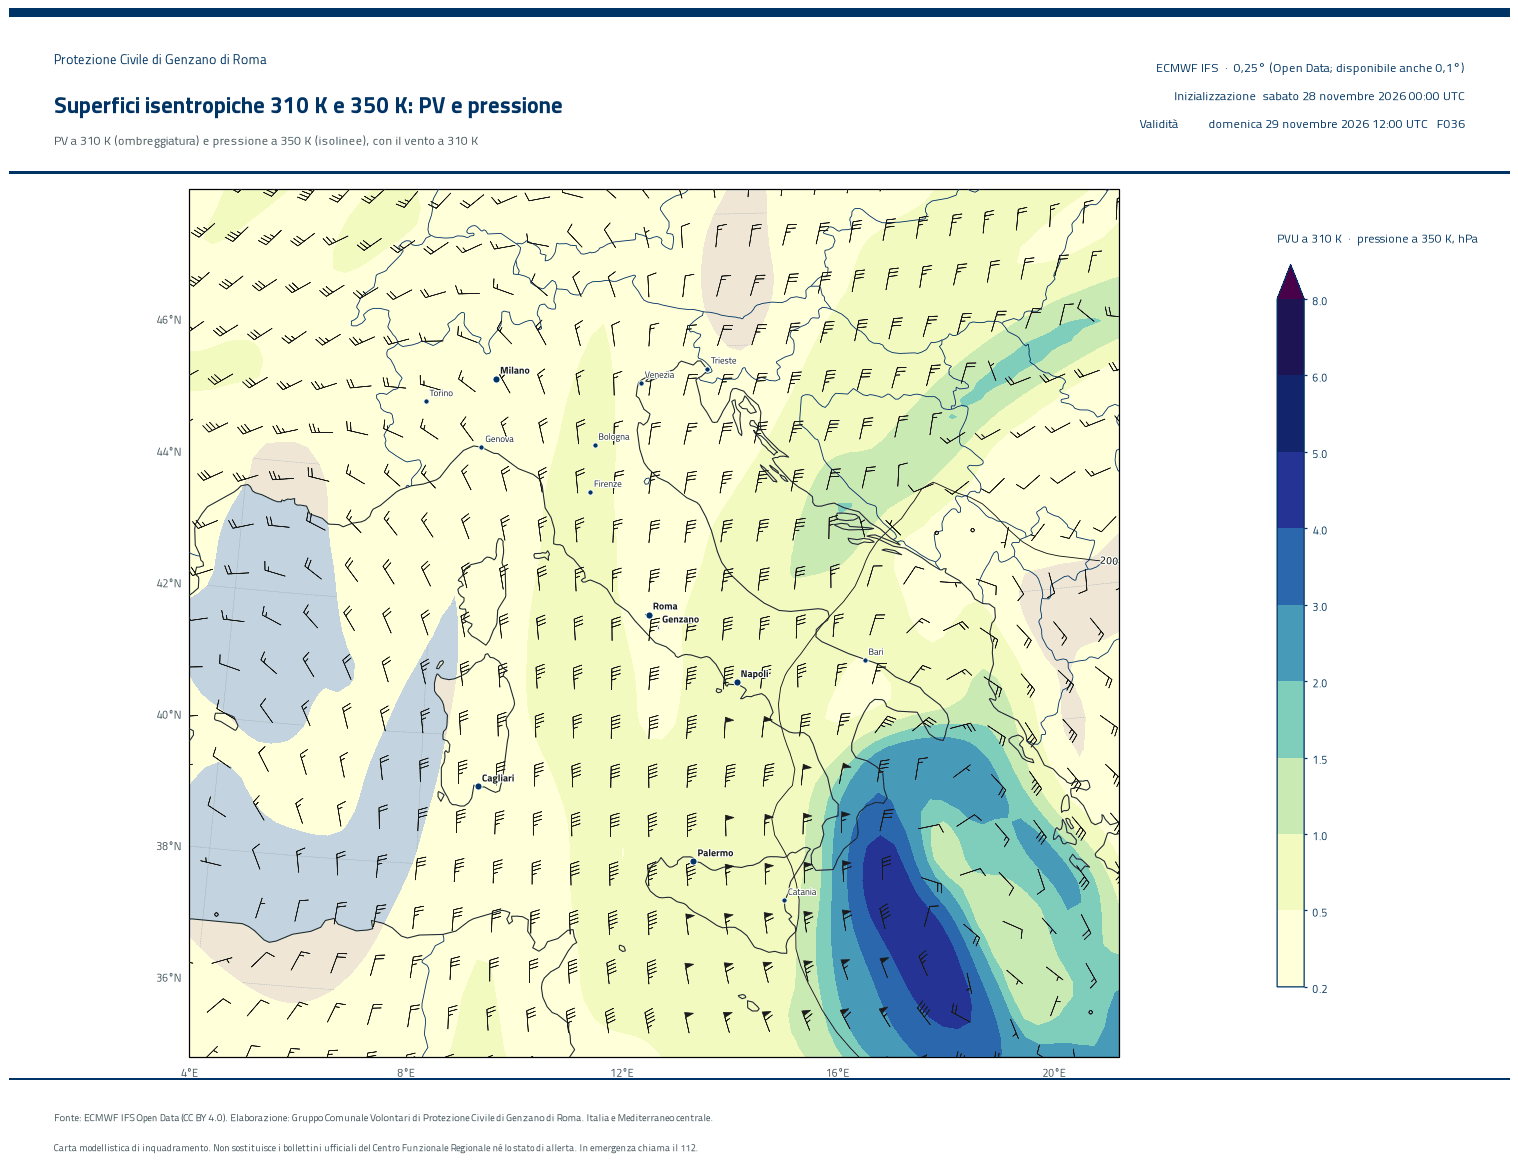 Protezione Civile di Genzano di Roma
Superfici isentropiche 310 K e 350 K: PV e pressione
PV a 310 K (ombreggiatura) e pressione a 350 K (isolinee), con il vento a 310 K
ECMWF IFS · 0,25° (Open Data; disponibile anche 0,1°)
Inizializzazione sabato 28 novembre 2026 00:00 UTC
Validità domenica 29 novembre 2026 12:00 UTC F036
PVU a 310 K · pressione a 350 K, hPa
8.0
6.0
5.0
4.0
3.0
2.0
1.5
1.0
0.5
0.2
46°N
44°N
42°N
40°N
38°N
36°N
4°E
8°E
12°E
16°E
20°E
Milano
Torino
Venezia
Trieste
Genova
Bologna
Firenze
Roma
Genzano
Napoli
Bari
Cagliari
Palermo
Catania
200
Fonte: ECMWF IFS Open Data (CC BY 4.0). Elaborazione: Gruppo Comunale Volontari di Protezione Civile di Genzano di Roma. Italia e Mediterraneo centrale.
Carta modellistica di inquadramento. Non sostituisce i bollettini ufficiali del Centro Funzionale Regionale né lo stato di allerta. In emergenza chiama il 112.